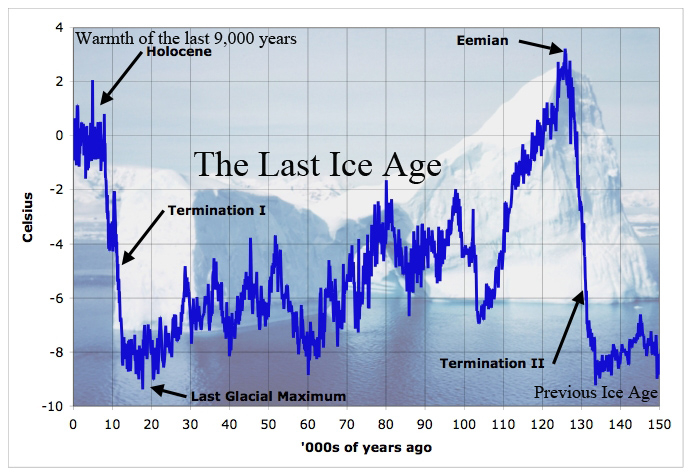 4
Warmth of the last 9,000 years
Holocene
Eemian
2
0
The Last Ice Age
-2
Termination I
Celsius
-4
-6
Termination II
-8
Last Glacial Maximum
Previous Ice Age
-10
0 10 20 30 40 50 60 70 80 90 100 110 120 130 140 150
'000s of years ago